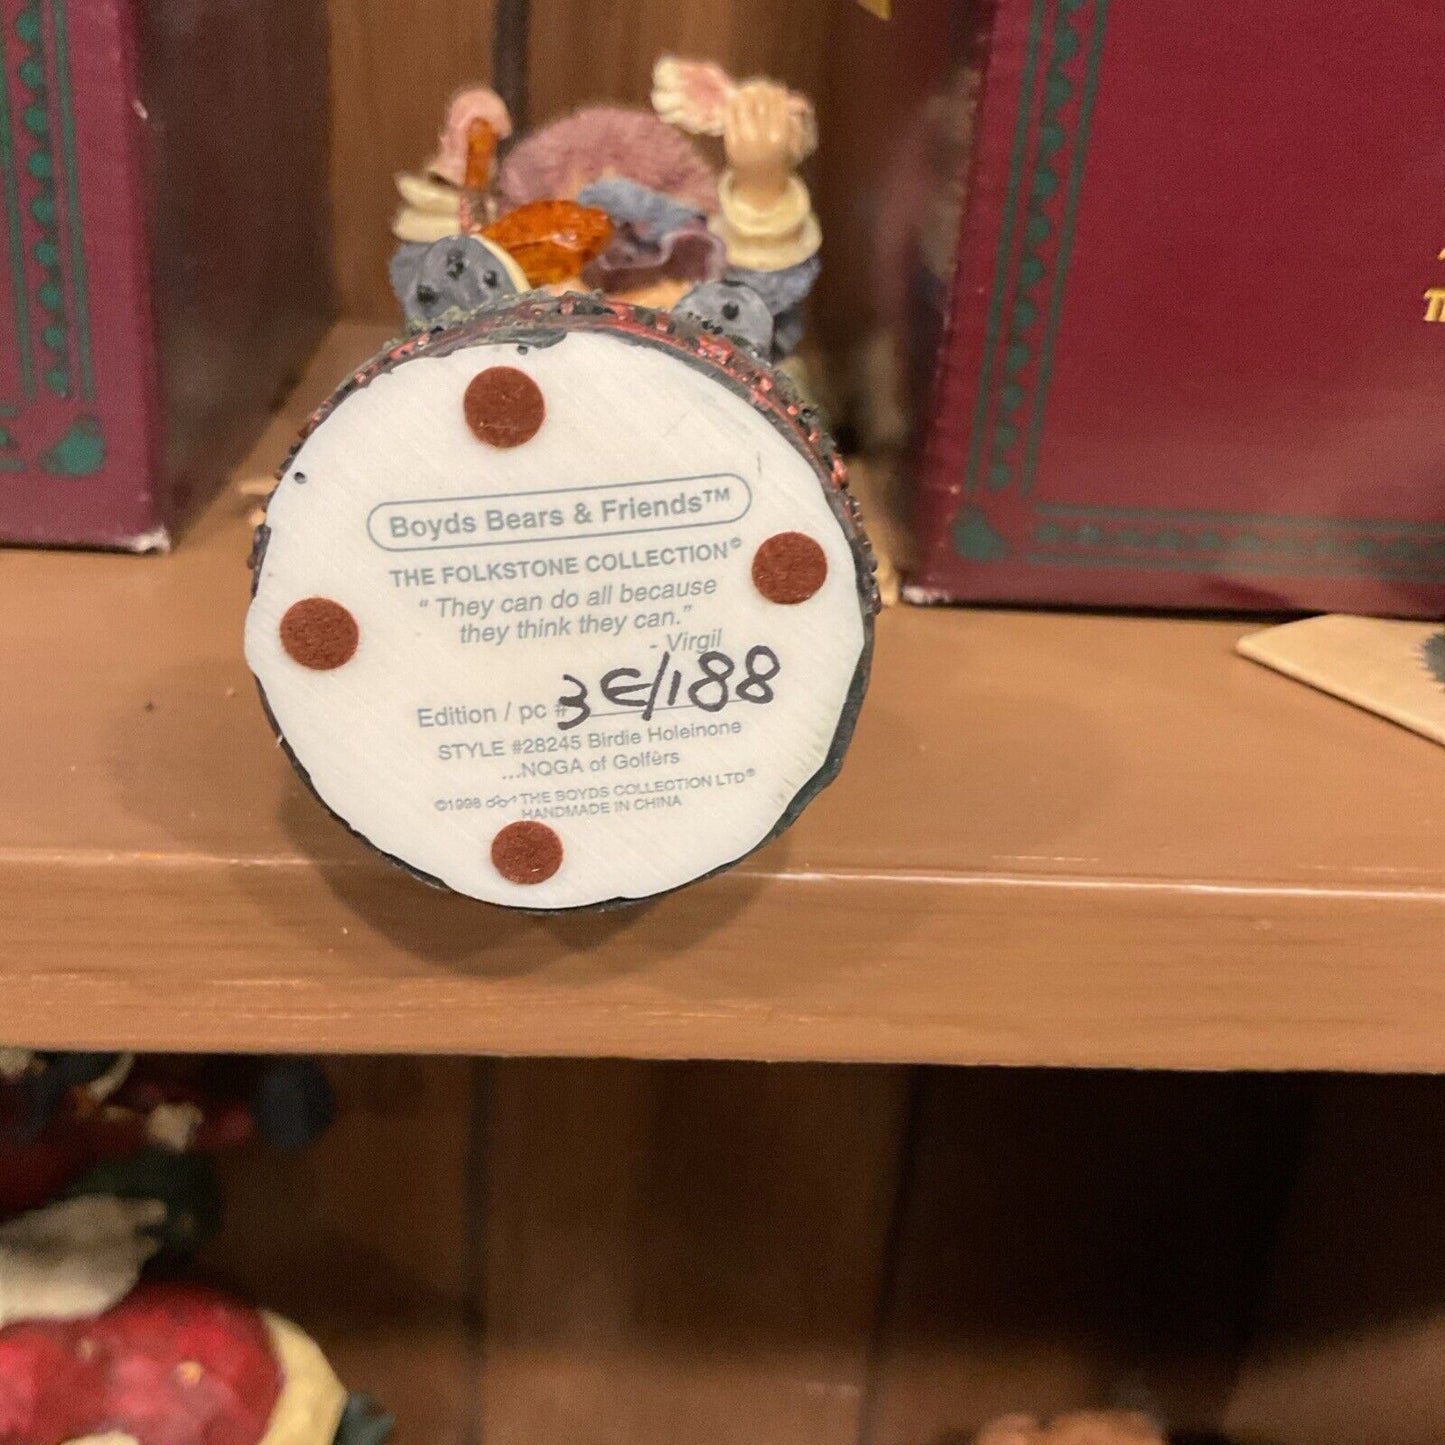 Boyds Bears & Friends™
THE FOLKSTONE COLLECTION®
“ They can do all because
they think they can.”
- Virgil
Edition / pc # 3E/188
STYLE #28245 Birdie Holeinone
...NQGA of Golfêrs
©1998 THE BOYDS COLLECTION LTD®
HANDMADE IN CHINA